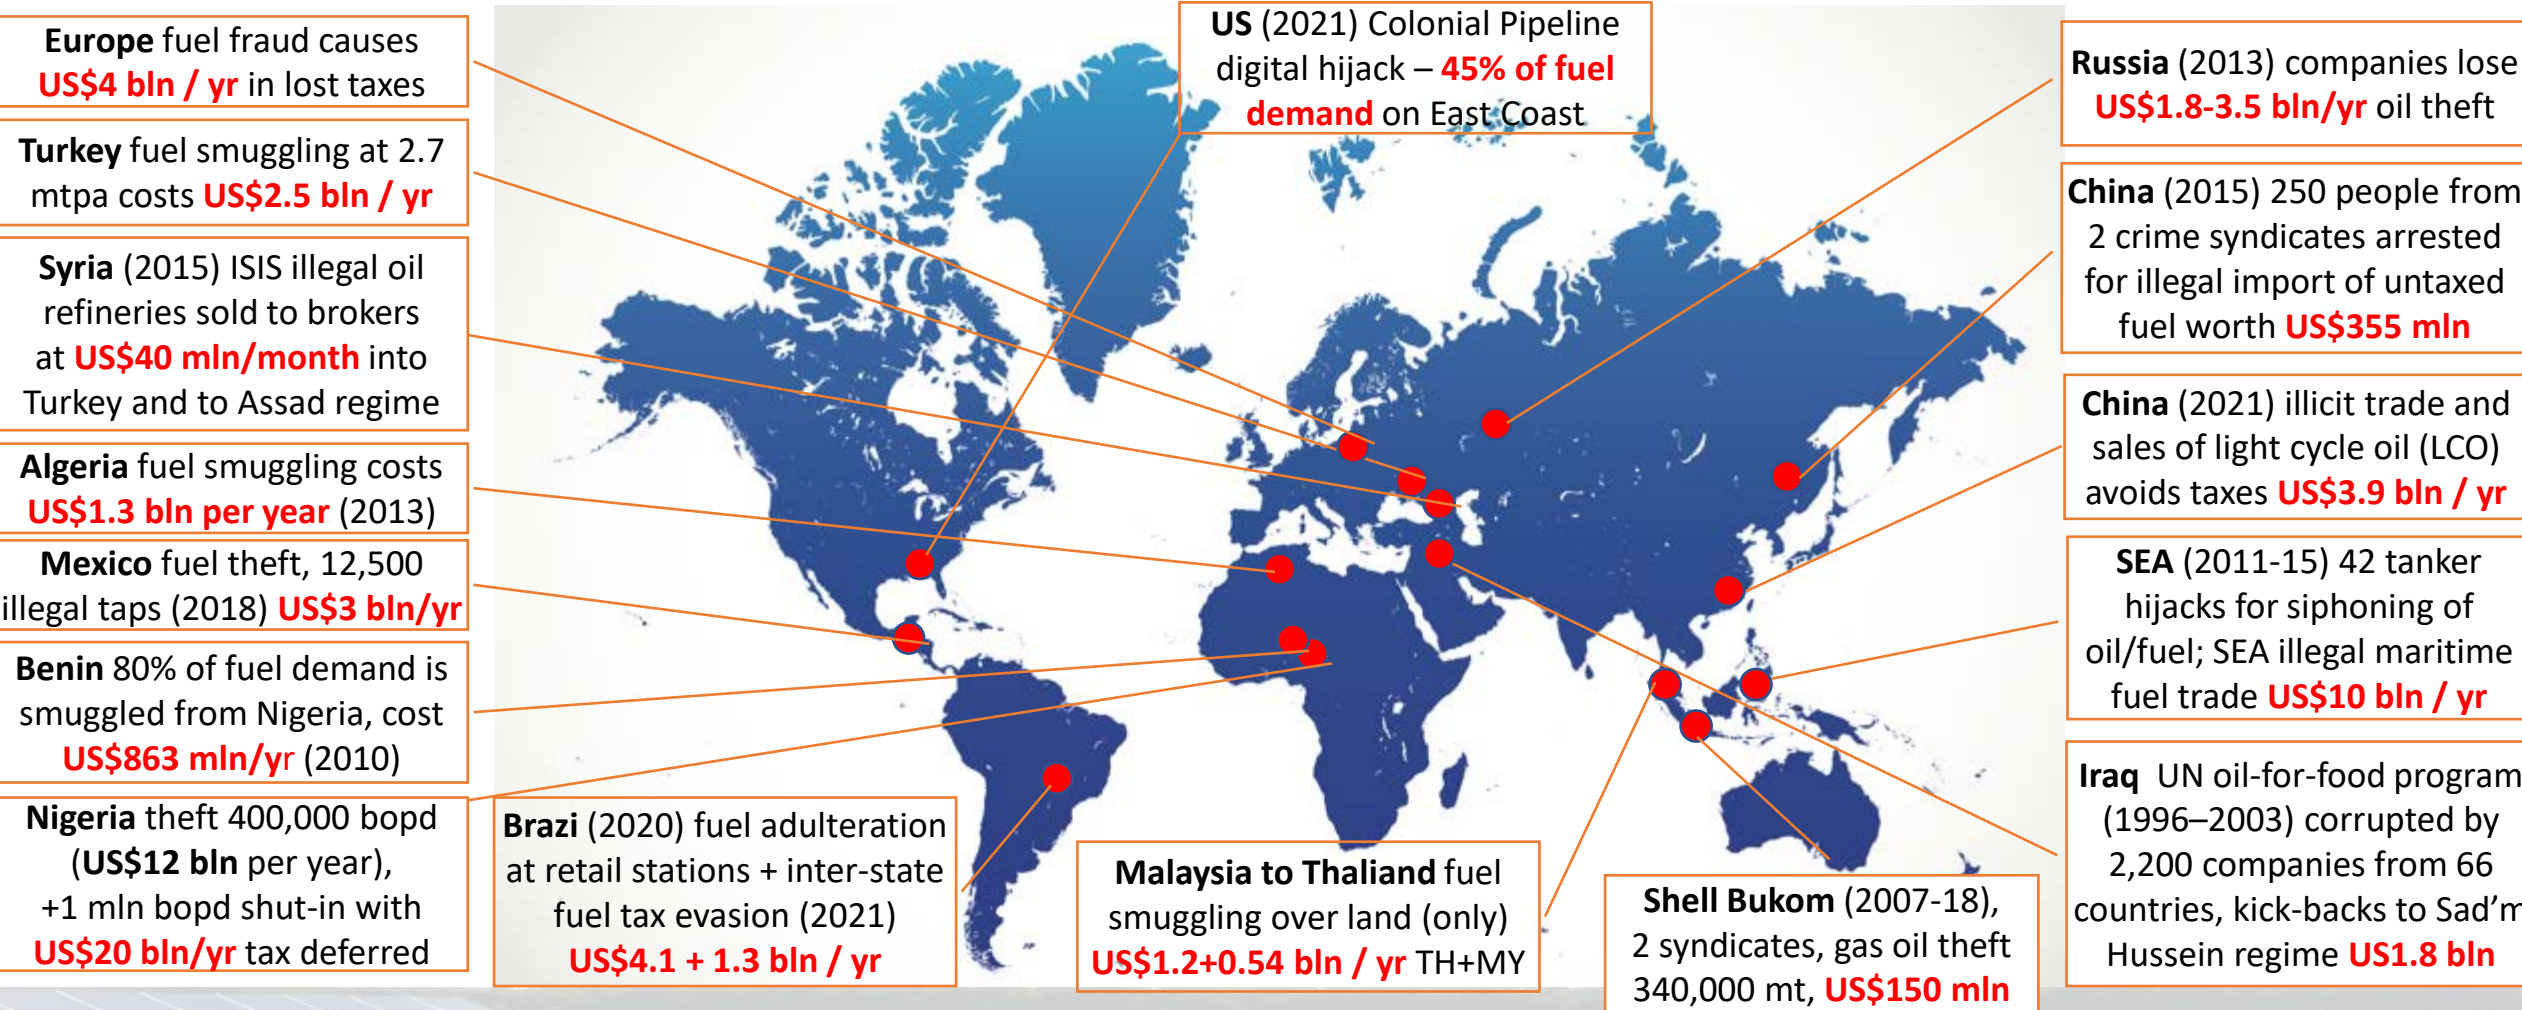 Europe fuel fraud causes
US$4 bln / yr in lost taxes
Turkey fuel smuggling at 2.7
mtpa costs US$2.5 bln / yr
Syria (2015) ISIS illegal oil
refineries sold to brokers
at US$40 mln/month into
Turkey and to Assad regime
Algeria fuel smuggling costs
US$1.3 bln per year (2013)
Mexico fuel theft, 12,500
illegal taps (2018) US$3 bln/yr
Benin 80% of fuel demand is
smuggled from Nigeria, cost
US$863 mln/yr (2010)
Nigeria theft 400,000 bopd
(US$12 bln per year),
+1 mln bopd shut-in with
US$20 bln/yr tax deferred
US (2021) Colonial Pipeline
digital hijack – 45% of fuel
demand on East Coast
Brazi (2020) fuel adulteration
at retail stations + inter-state
fuel tax evasion (2021)
US$4.1 + 1.3 bln / yr
Malaysia to Thaliand fuel
smuggling over land (only)
US$1.2+0.54 bln / yr TH+MY
Shell Bukom (2007-18),
2 syndicates, gas oil theft
340,000 mt, US$150 mln
Russia (2013) companies lose
US$1.8-3.5 bln/yr oil theft
China (2015) 250 people from
2 crime syndicates arrested
for illegal import of untaxed
fuel worth US$355 mln
China (2021) illicit trade and
sales of light cycle oil (LCO)
avoids taxes US$3.9 bln / yr
SEA (2011-15) 42 tanker
hijacks for siphoning of
oil/fuel; SEA illegal maritime
fuel trade US$10 bln / yr
Iraq UN oil-for-food program
(1996–2003) corrupted by
2,200 companies from 66
countries, kick-backs to Sad'm
Hussein regime US1.8 bln